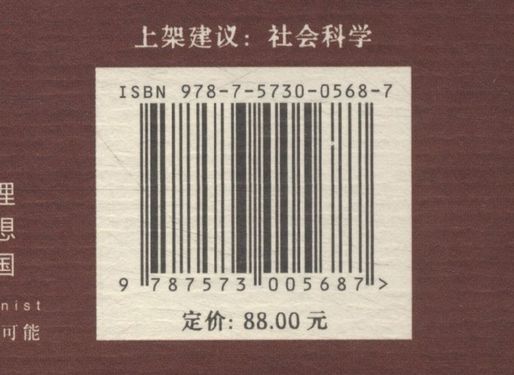 上架建议：社会科学
ISBN 978-7-5730-0568-7
9 787573 005687 >
定价：88.00 元
理
想
国
nist
可能